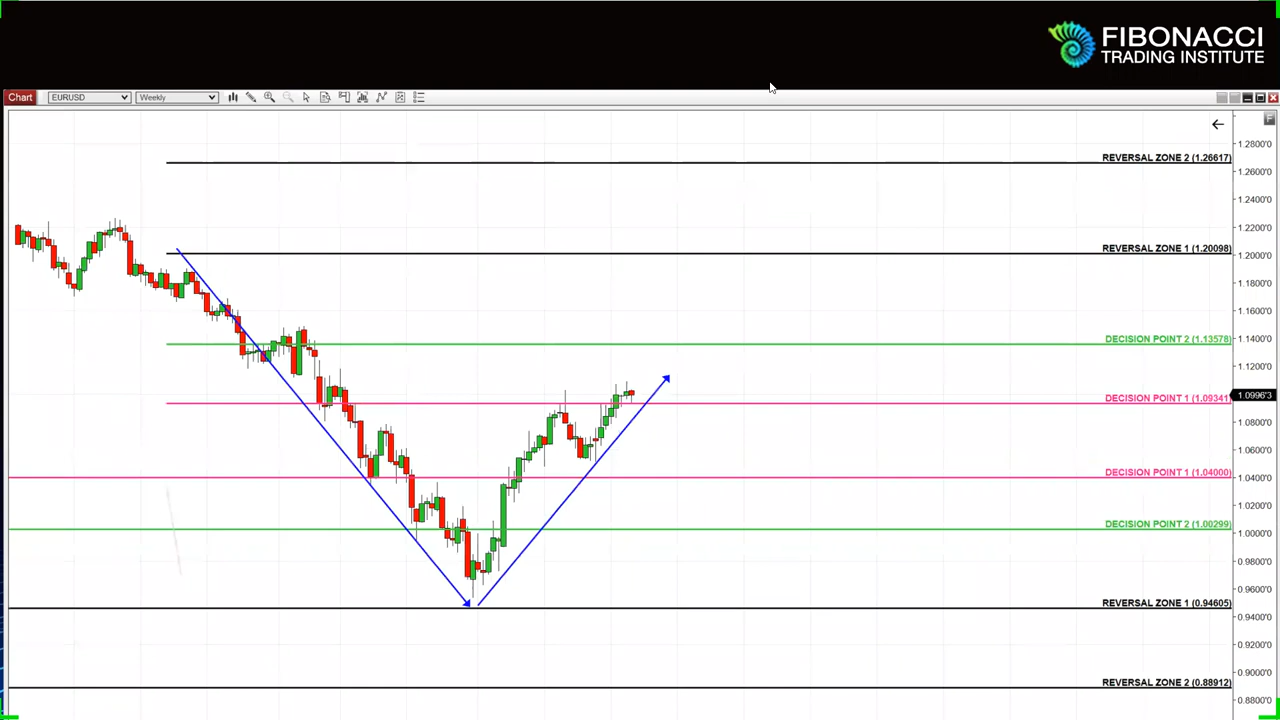 FIBONACCI
TRADING INSTITUTE
Chart EURUSD Weekly
F
1.2800'0
REVERSAL ZONE 2 (1.26617)
1.2600'0
1.2400'0
1.2200'0
REVERSAL ZONE 1 (1.20098)
1.2000'0
1.1800'0
1.1600'0
DECISION POINT 2 (1.13578)
1.1400'0
1.1200'0
DECISION POINT 1 (1.09341)
1.0996'3
1.0800'0
1.0600'0
DECISION POINT 1 (1.04000)
1.0400'0
1.0200'0
DECISION POINT 2 (1.00299)
1.0000'0
0.9800'0
0.9600'0
REVERSAL ZONE 1 (0.94605)
0.9400'0
0.9200'0
0.9000'0
REVERSAL ZONE 2 (0.88912)
0.8800'0